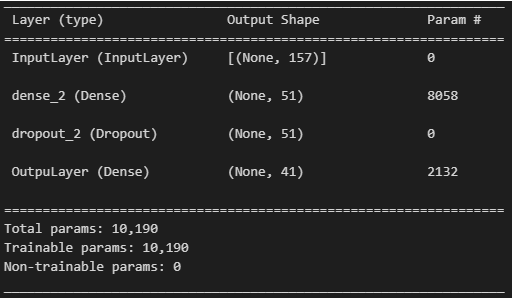 Layer (type) Output Shape Param #
=================================================================
InputLayer (InputLayer) [(None, 157)] 0
dense_2 (Dense) (None, 51) 8058
dropout_2 (Dropout) (None, 51) 0
OutpuLayer (Dense) (None, 41) 2132
=================================================================
Total params: 10,190
Trainable params: 10,190
Non-trainable params: 0